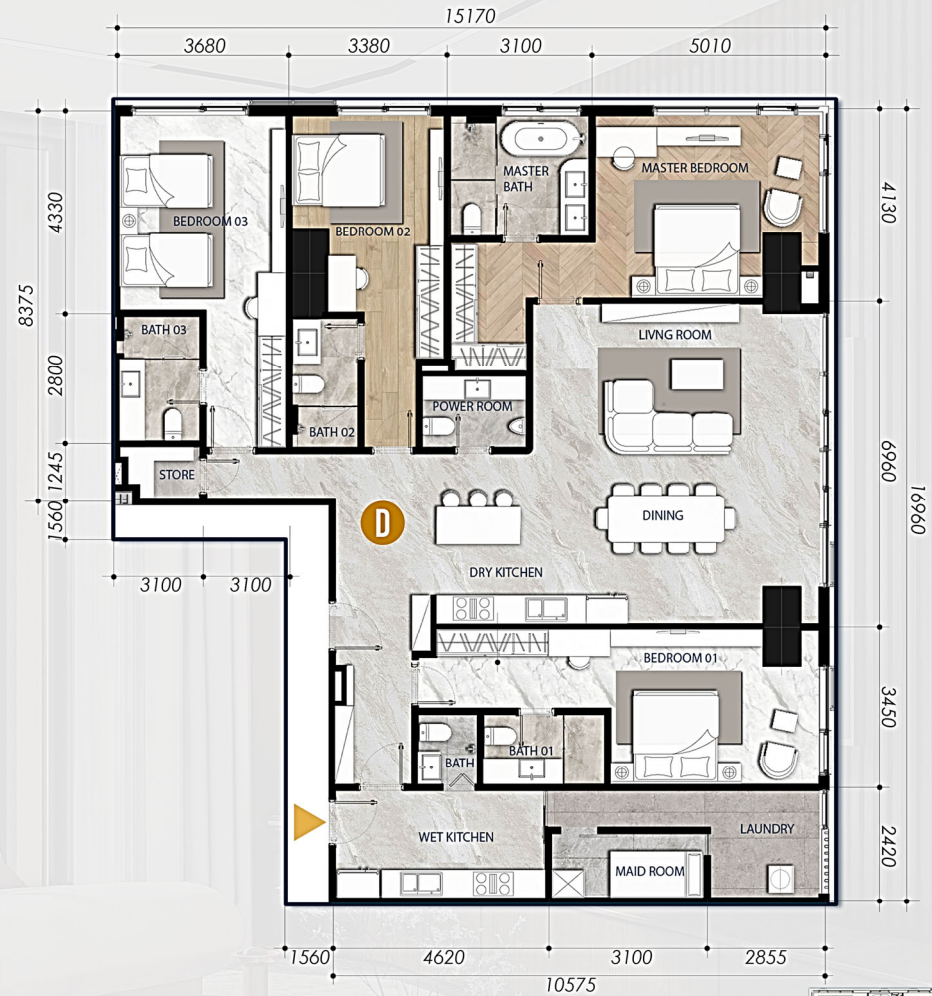 15170
3680
3380
3100
5010
4330
8375
2800
1245
1560
4130
6960
16960
3450
2420
MASTER
BATH
MASTER BEDROOM
BEDROOM 03
BEDROOM 02
BATH 03
LIVNG ROOM
POWER ROOM
BATH 02
STORE
D
DINING
DRY KITCHEN
3100
3100
BEDROOM 01
BATH
BATH 01
WET KITCHEN
LAUNDRY
MAID ROOM
1560
4620
3100
2855
10575